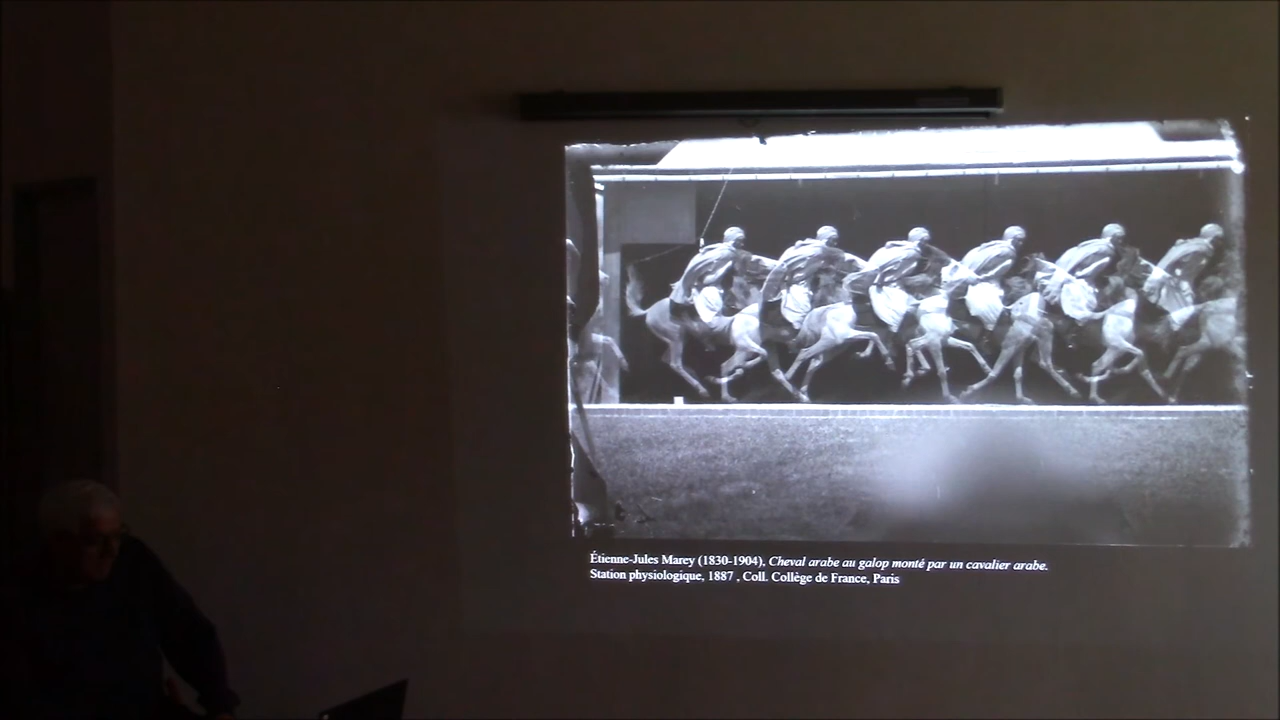 Étienne-Jules Marey (1830-1904), Cheval arabe au galop monté par un cavalier arabe.
Station physiologique, 1887 , Coll. Collège de France, Paris